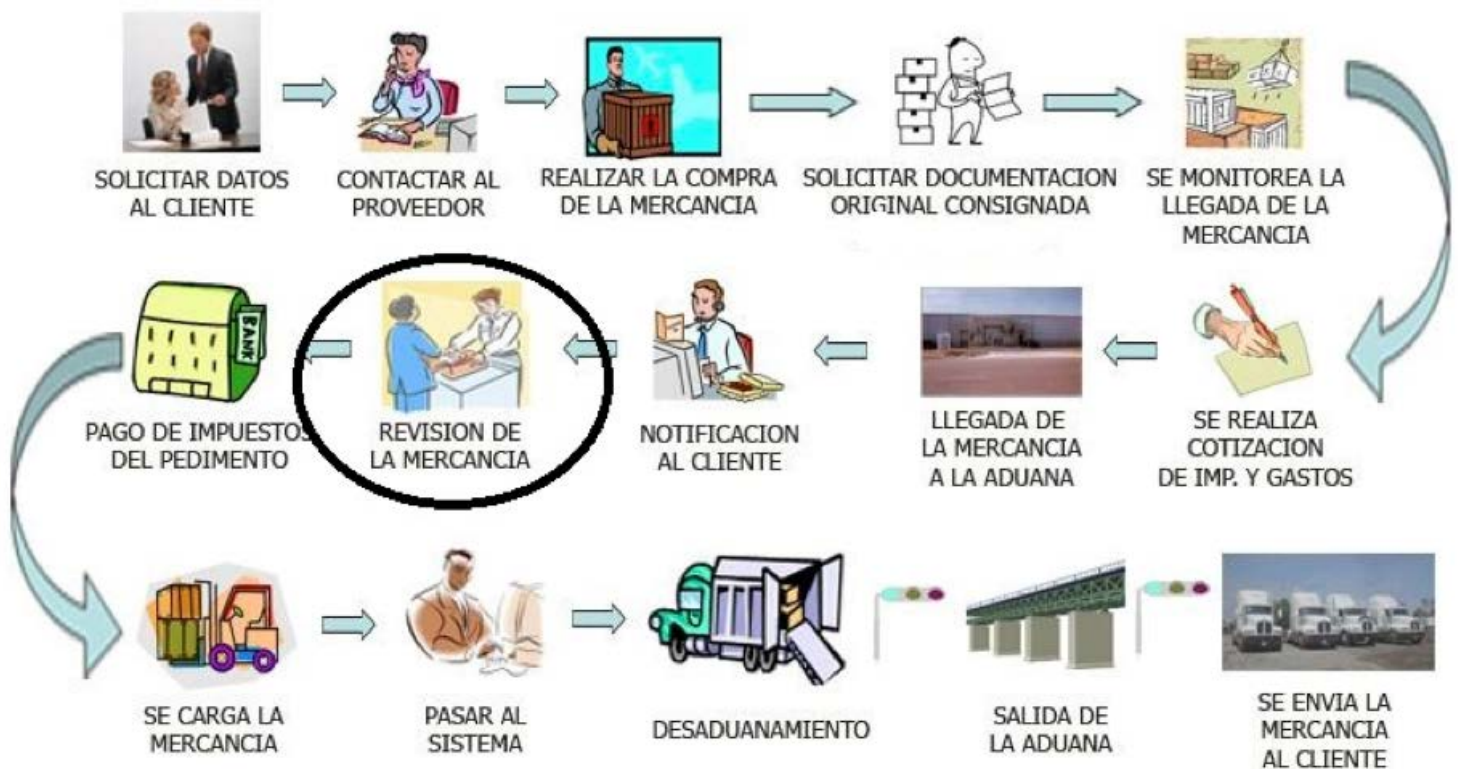 SOLICITAR DATOS
AL CLIENTE
CONTACTAR AL
PROVEEDOR
REALIZAR LA COMPRA
DE LA MERCANCIA
SOLICITAR DOCUMENTACION
ORIGINAL CONSIGNADA
SE MONITOREA LA
LLEGADA DE LA
MERCANCIA
BANK
PAGO DE IMPUESTOS
DEL PEDIMENTO
REVISION DE
LA MERCANCIA
NOTIFICACION
AL CLIENTE
LLEGADA DE
LA MERCANCIA
A LA ADUANA
SE REALIZA
COTIZACION
DE IMP. Y GASTOS
SE CARGA LA
MERCANCIA
PASAR AL
SISTEMA
DESADUANAMIENTO
SALIDA DE
LA ADUANA
SE ENVIA LA
MERCANCIA
AL CLIENTE